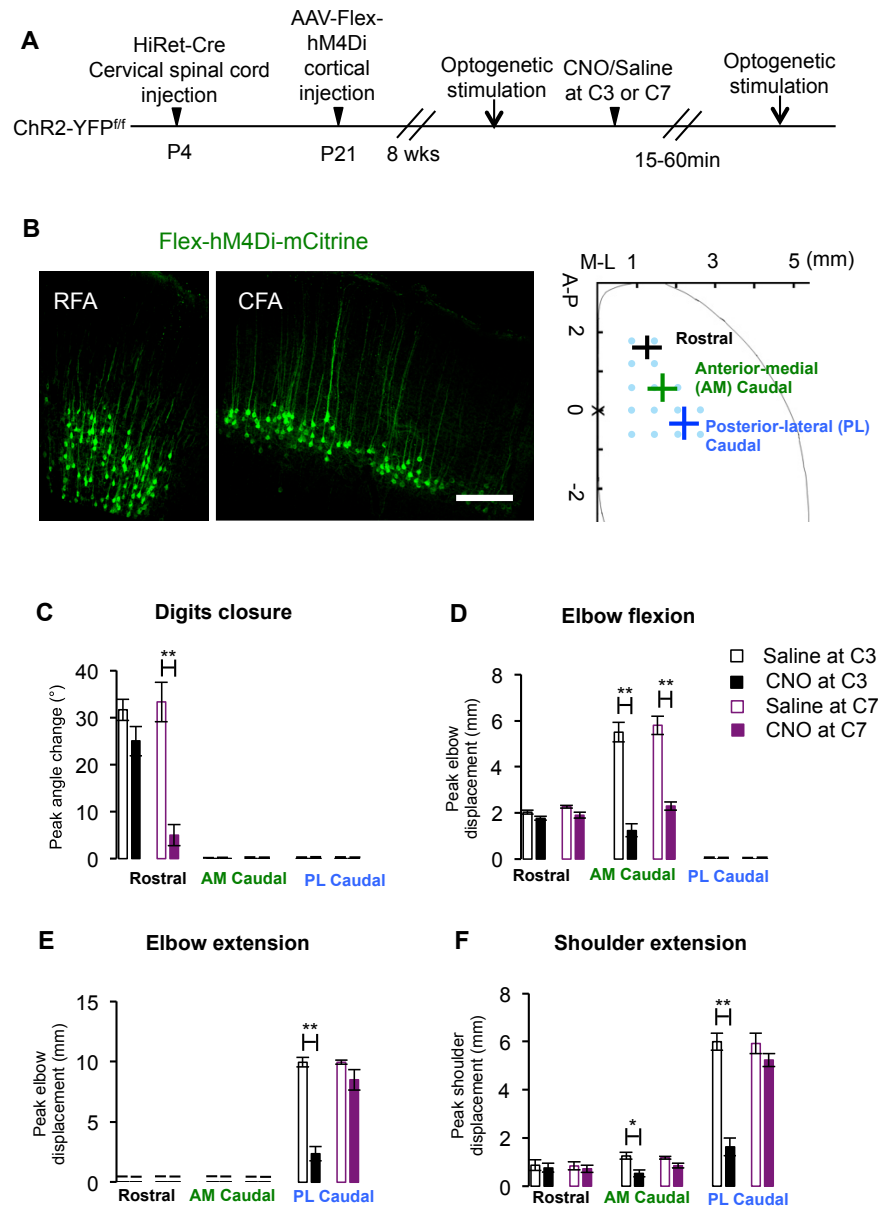 A
HiRet-Cre
Cervical spinal cord
injection
AAV-Flex-
hM4Di
cortical
injection
Optogenetic
stimulation
CNO/Saline
at C3 or C7
Optogenetic
stimulation
ChR2-YFPf/f
P4
P21
8 wks
15-60min
B
Flex-hM4Di-mCitrine
RFA
CFA
M-L 1 3 5 (mm)
A-P
2
0
-2
X
Rostral
Anterior-medial
(AM) Caudal
Posterior-lateral (PL)
Caudal
C
Digits closure
Peak angle change (°)
40
30
20
10
0
**
Rostral AM Caudal PL Caudal
D
Elbow flexion
Peak elbow
displacement (mm)
8
6
4
2
0
**
**
Rostral AM Caudal PL Caudal
Saline at C3
CNO at C3
Saline at C7
CNO at C7
E
Elbow extension
Peak elbow
displacement (mm)
15
10
5
0
**
Rostral AM Caudal PL Caudal
F
Shoulder extension
Peak shoulder
displacement (mm)
8
6
4
2
0
*
**
Rostral AM Caudal PL Caudal